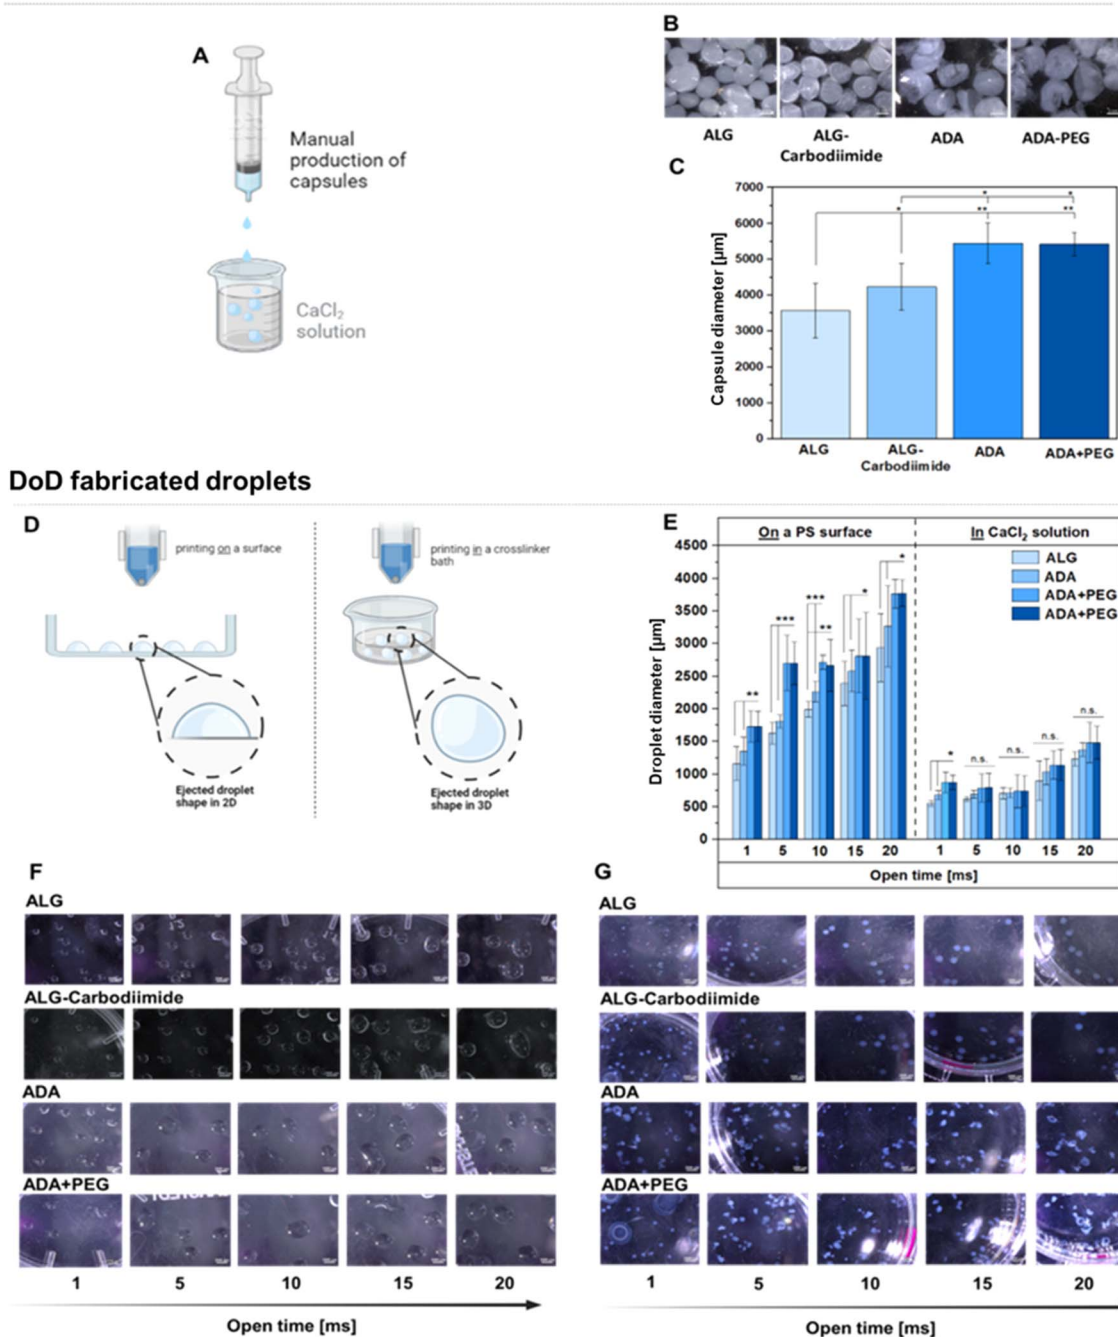 A
Manual
production of
capsules
CaCl₂
solution
B
ALG
ALG-
Carbodiimide
ADA
ADA-PEG
C
Capsule diameter [µm]
7000
6000
5000
4000
3000
2000
1000
0
*
*
*
**
**
ALG
ALG-
Carbodiimide
ADA
ADA+PEG
DoD fabricated droplets
D
printing on a surface
Ejected droplet
shape in 2D
printing in a crosslinker
bath
Ejected droplet
shape in 3D
E
On a PS surface
In CaCl₂ solution
Droplet diameter [µm]
4500
4000
3500
3000
2500
2000
1500
1000
500
0
ALG
ADA
ADA+PEG
ADA+PEG
**
***
***
**
*
*
*
n.s.
n.s.
n.s.
n.s.
1 5 10 15 20 1 5 10 15 20
Open time [ms]
F
ALG
ALG-Carbodiimide
ADA
ADA+PEG
1 5 10 15 20
Open time [ms]
G
ALG
ALG-Carbodiimide
ADA
ADA+PEG
1 5 10 15 20
Open time [ms]